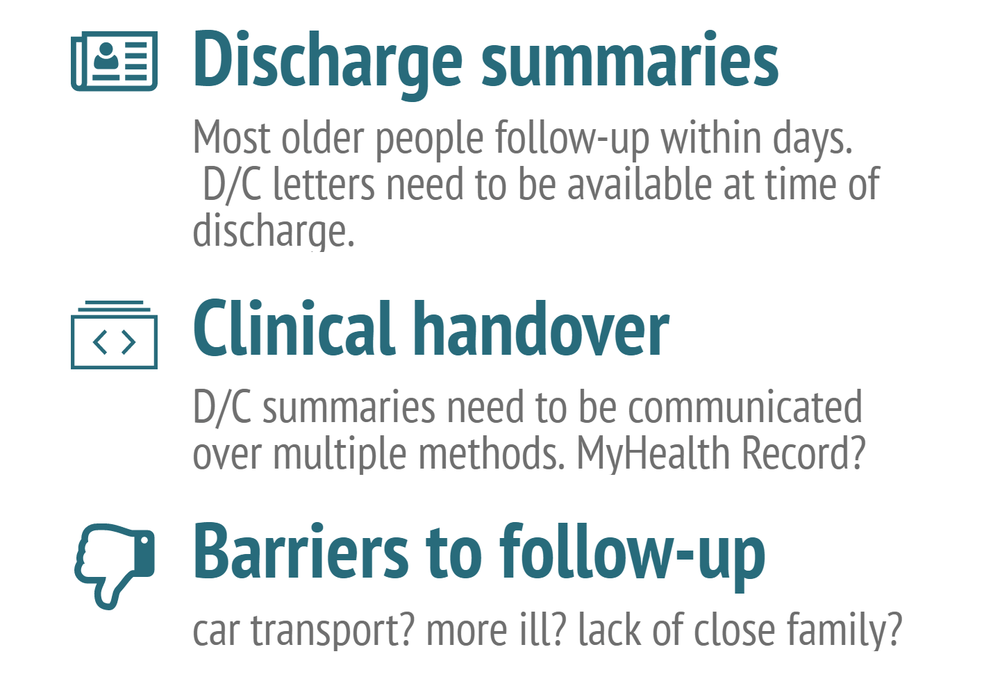 Discharge summaries
Most older people follow-up within days.
D/C letters need to be available at time of
discharge.
Clinical handover
D/C summaries need to be communicated
over multiple methods. MyHealth Record?
Barriers to follow-up
car transport? more ill? lack of close family?